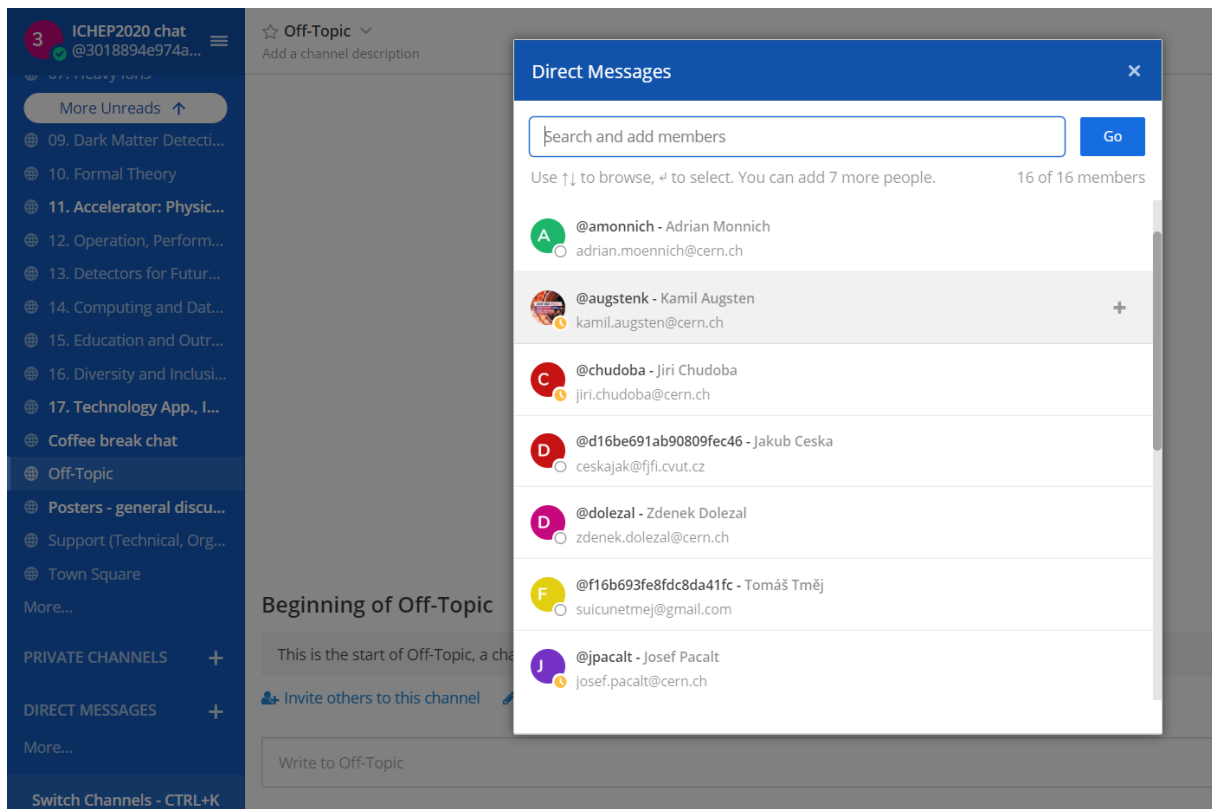 3
ICHEP2020 chat
@3018894e974a...
More Unreads ↑
09. Dark Matter Detecti...
10. Formal Theory
11. Accelerator: Physic...
12. Operation, Perform...
13. Detectors for Futur...
14. Computing and Dat...
15. Education and Outr...
16. Diversity and Inclusi...
17. Technology App., I...
Coffee break chat
Off-Topic
Posters - general discu...
Support (Technical, Org...
Town Square
More...
PRIVATE CHANNELS +
DIRECT MESSAGES +
More...
Switch Channels - CTRL+K
Off-Topic
Add a channel description
Beginning of Off-Topic
This is the start of Off-Topic, a cha
Invite others to this channel
Write to Off-Topic
Direct Messages ×
Search and add members
Go
Use ↑↓ to browse, ↵ to select. You can add 7 more people. 16 of 16 members
A
@amonnich - Adrian Monnich
adrian.moennich@cern.ch
@augstenk - Kamil Augsten +
kamil.augsten@cern.ch
C
@chudoba - Jiri Chudoba
jiri.chudoba@cern.ch
D
@d16be691ab90809fec46 - Jakub Ceska
ceskajak@fjfi.cvut.cz
D
@dolezal - Zdenek Dolezal
zdenek.dolezal@cern.ch
F
@f16b693fe8fdc8da41fc - Tomáš Tměj
suicunetmej@gmail.com
J
@jpacalt - Josef Pacalt
josef.pacalt@cern.ch